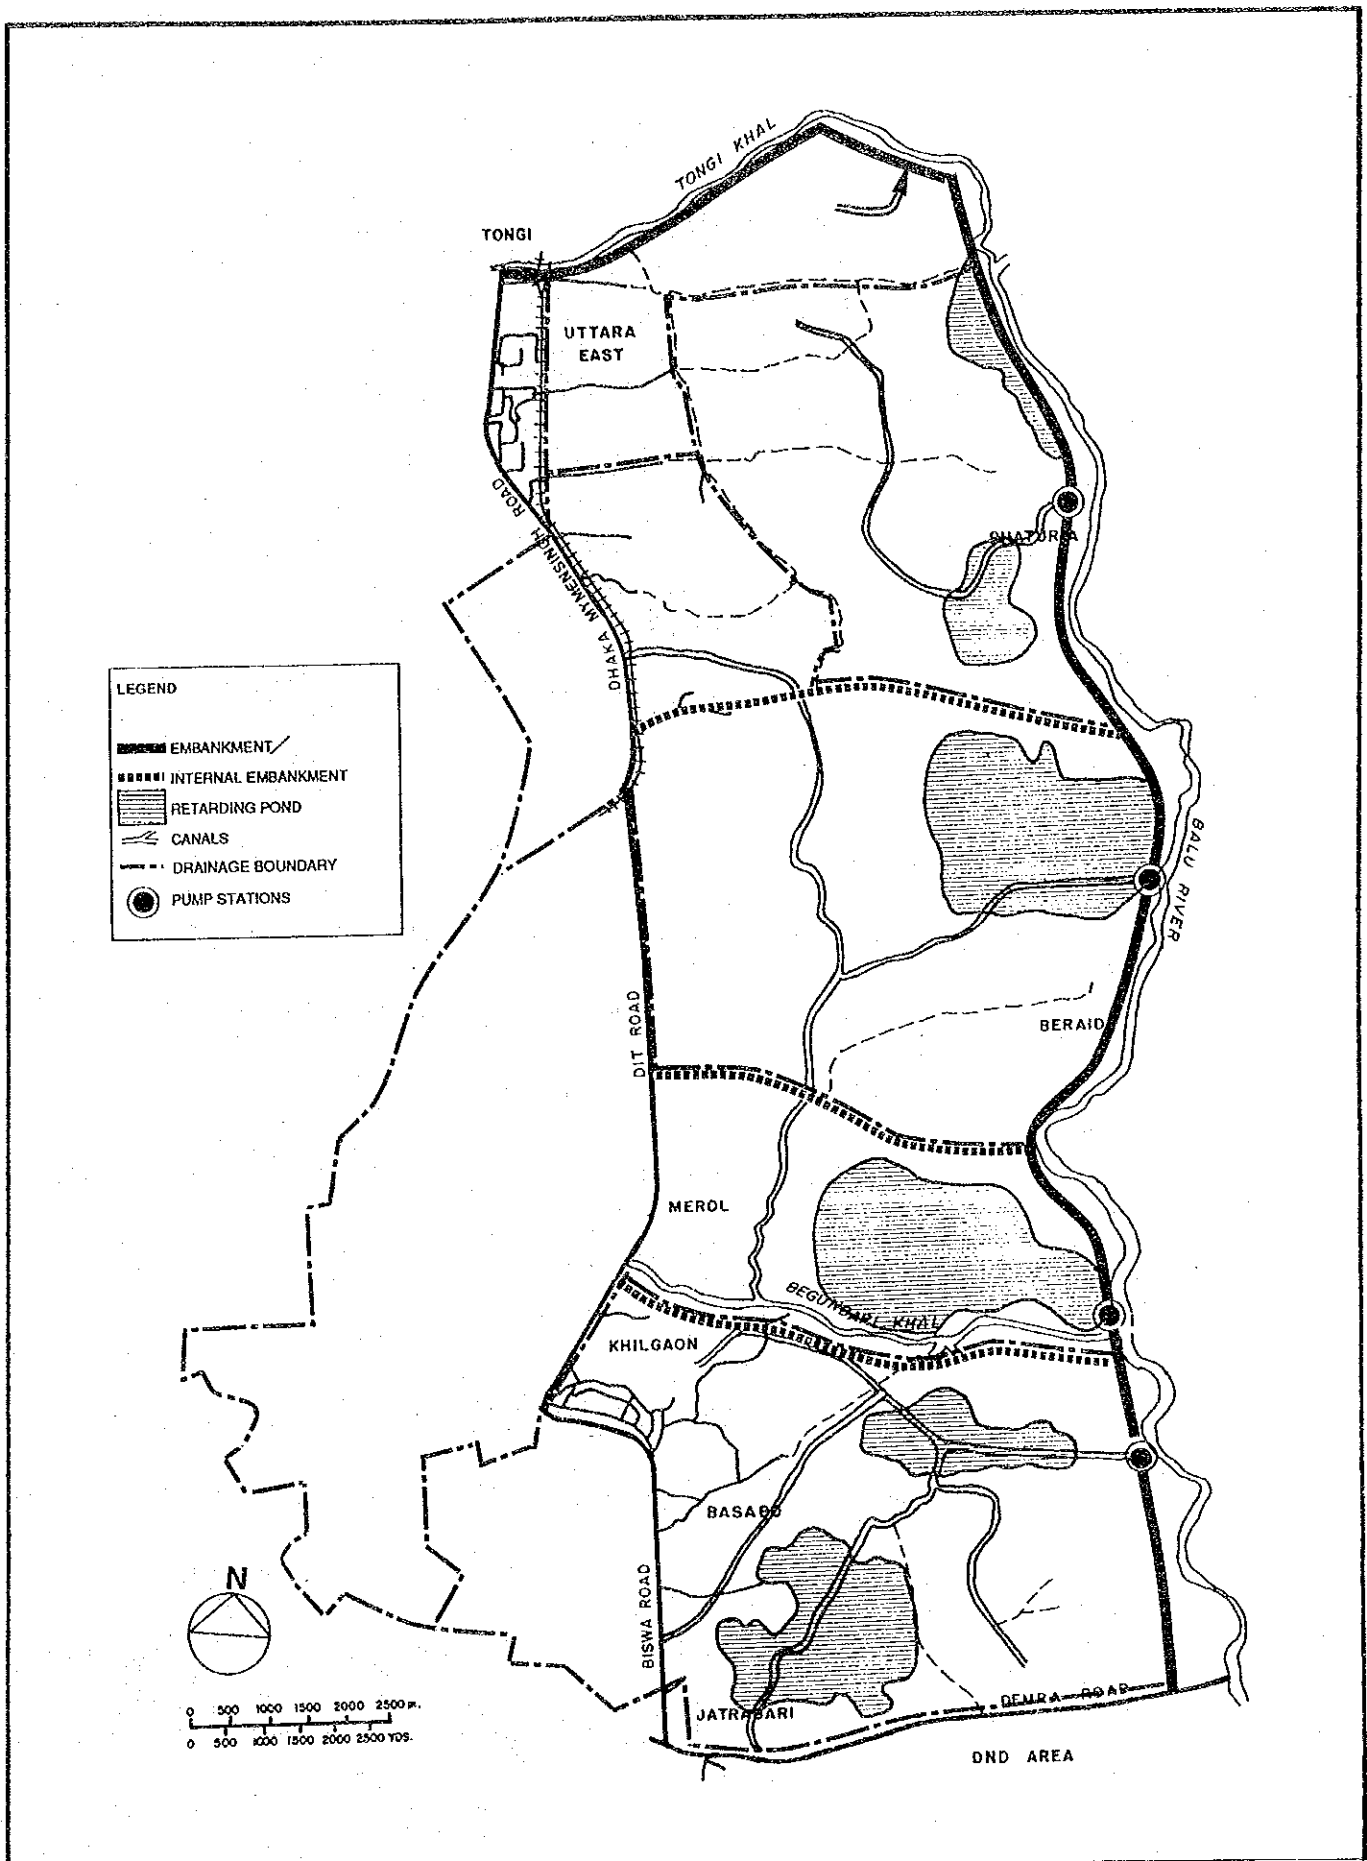 TONGI KHAL
TONGI
UTTARA
EAST
SHATURIA
DHAKA MYMENSINGH ROAD
LEGEND
EMBANKMENT
INTERNAL EMBANKMENT
RETARDING POND
CANALS
DRAINAGE BOUNDARY
PUMP STATIONS
BALU RIVER
DIT ROAD
BERAID
MEROL
BEGUNBARI KHAL
KHILGAON
BASABO
N
BISWA ROAD
0 500 1000 1500 2000 2500 m.
0 500 1000 1500 2000 2500 YDS.
JATRABARI
DEMRA ROAD
DND AREA